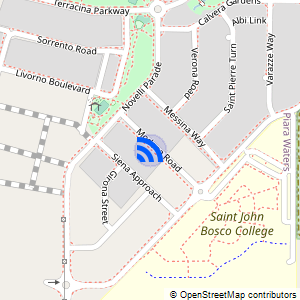 Terracina Parkway
Calvera Gardens
Albi Link
Sorrento Road
Livorno Boulevard
Novelli Parade
Verona Road
Saint Pierre Turn
Varazze Way
Messina Way
Road
Siena Approach
Girona Street
Piara Waters
Saint John
Bosco College
© OpenStreetMap contributors